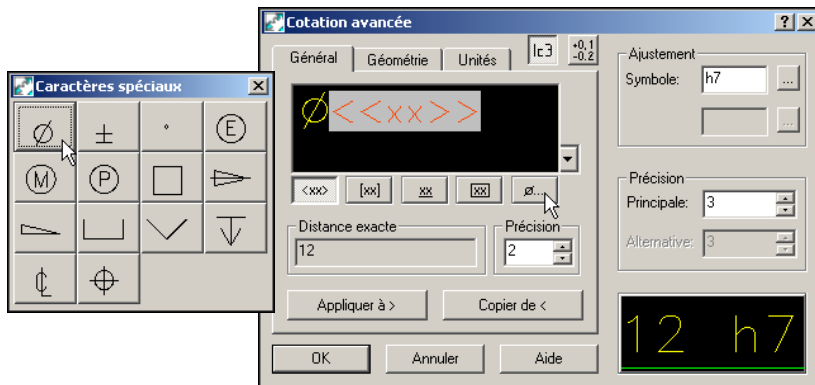 Cotation avancée
Général Géométrie Unités
+0,1
-0.2
Ajustement
Symbole: h7 ...
...
Ø<<xx>>
<xx> [xx] xx xx ø...
Distance exacte
12
Précision
2
Précision
Principale: 3
Alternative: 3
Appliquer à > Copier de <
OK Annuler Aide
12 h7
Caractères spéciaux
Ø ± ° E
M P